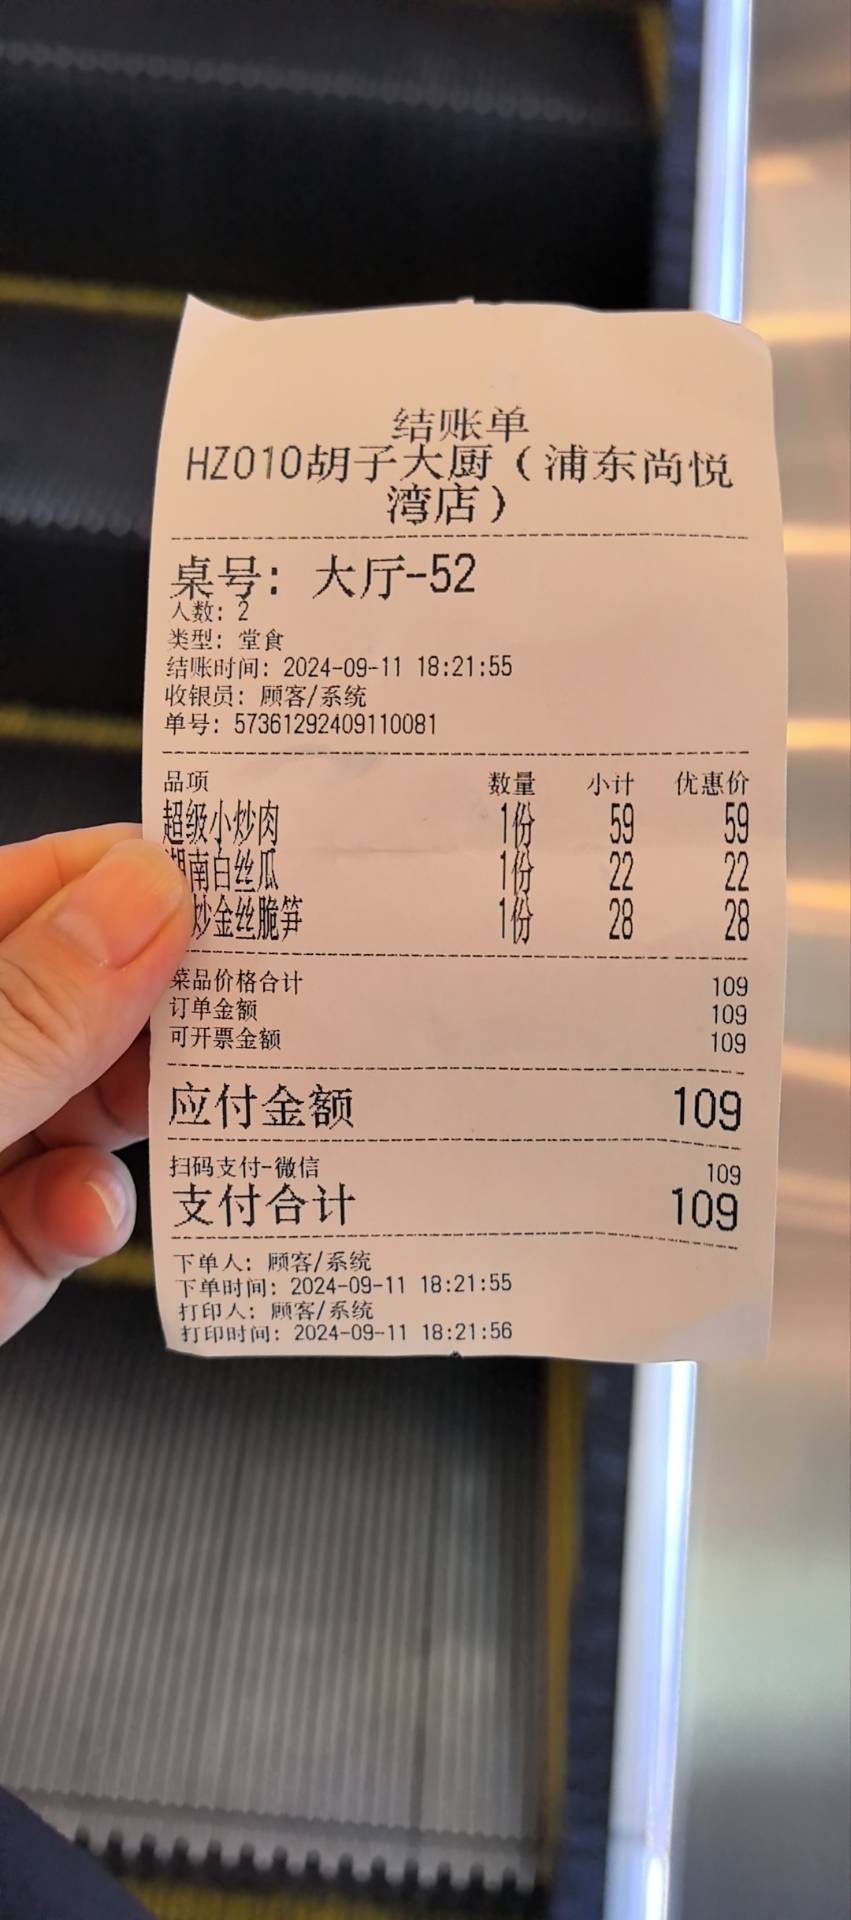 结账单
HZ010胡子大厨（浦东尚悦
湾店）
桌号: 大厅-52
人数: 2
类型: 堂食
结账时间: 2024-09-11 18:21:55
收银员: 顾客/系统
单号: 57361292409110081
品项 数量 小计 优惠价
超级小炒肉 1份 59 59
湖南白丝瓜 1份 22 22
炒金丝脆笋 1份 28 28
菜品价格合计 109
订单金额 109
可开票金额 109
应付金额 109
扫码支付-微信 109
支付合计 109
下单人: 顾客/系统
下单时间: 2024-09-11 18:21:55
打印人: 顾客/系统
打印时间: 2024-09-11 18:21:56